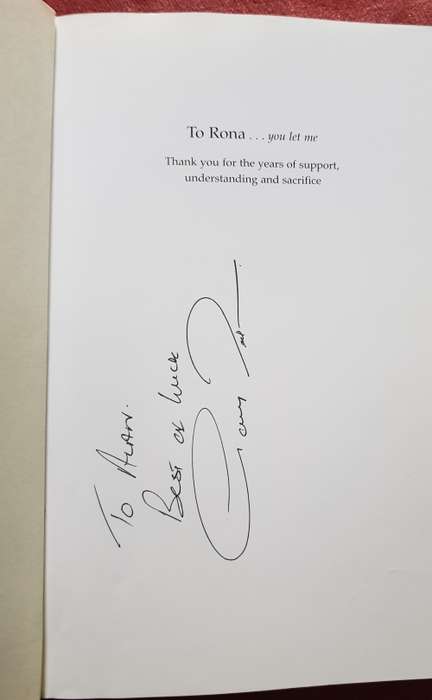 To Rona . . . you let me
Thank you for the years of support,
understanding and sacrifice
To Alan.
Best of Luck